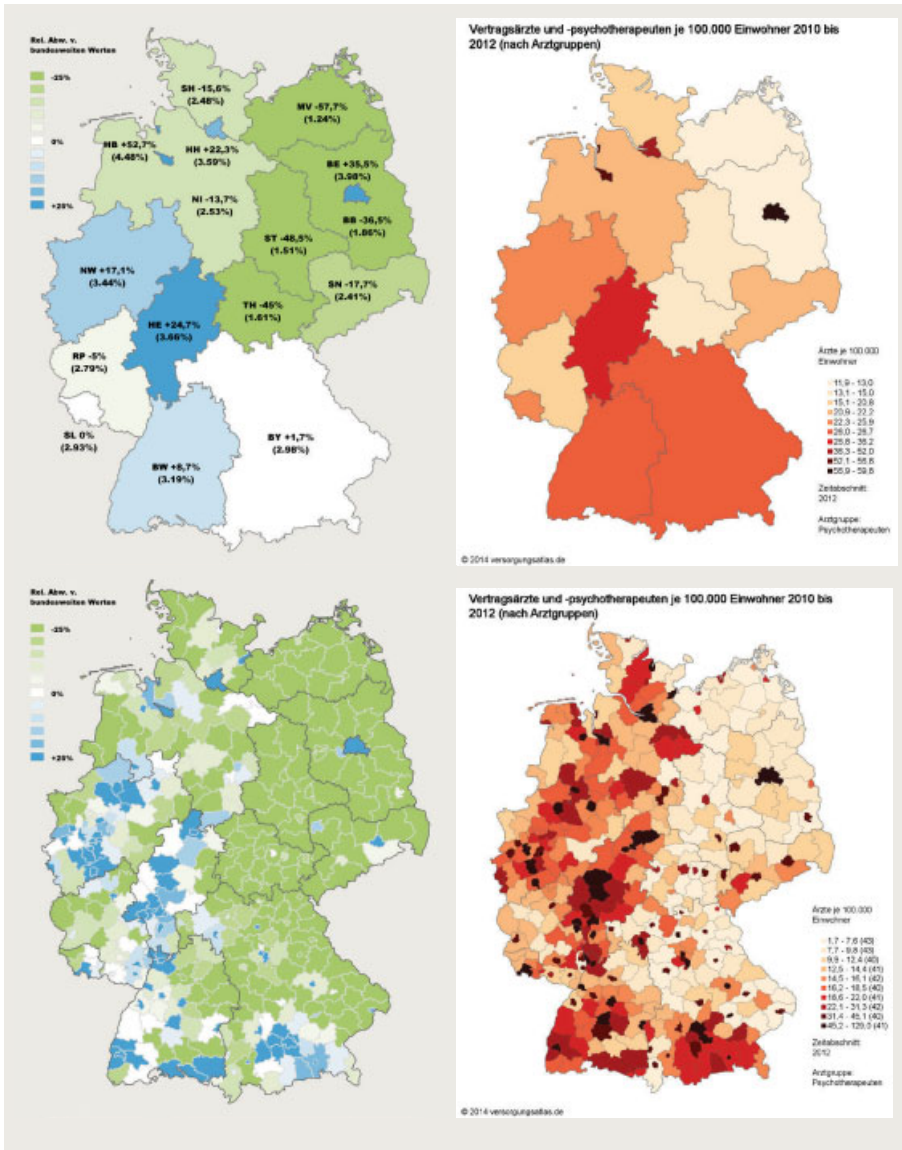 Rel. Abw. v.
bundesweiten Werten
-25%
0%
+25%
SH -15,6%
(2.48%)
MV -57,7%
(1.24%)
HB +52,7%
(4.48%)
HH +22,3%
(3.59%)
BE +35,5%
(3.98%)
NI -13,7%
(2.53%)
BB -36,5%
(1.86%)
ST -48,5%
(1.51%)
NW +17,1%
(3.44%)
SN -17,7%
(2.41%)
TH -45%
(1.61%)
HE +24,7%
(3.66%)
RP -5%
(2.79%)
SL 0%
(2.93%)
BY +1,7%
(2.98%)
BW +8,7%
(3.19%)
Vertragsärzte und -psychotherapeuten je 100.000 Einwohner 2010 bis
2012 (nach Arztgruppen)
Ärzte je 100.000
Einwohner
11,9 - 13,0
13,1 - 15,0
15,1 - 20,8
20,9 - 22,2
22,3 - 25,9
26,0 - 28,7
28,8 - 36,2
36,3 - 52,0
52,1 - 55,8
55,9 - 59,8
Zeitabschnitt:
2012
Arztgruppe:
Psychotherapeuten
© 2014 versorgungsatlas.de
Rel. Abw. v.
bundesweiten Werten
-25%
0%
+25%
Vertragsärzte und -psychotherapeuten je 100.000 Einwohner 2010 bis
2012 (nach Arztgruppen)
Ärzte je 100.000
Einwohner
1,7 - 7,6 (43)
7,7 - 9,8 (43)
9,9 - 12,4 (40)
12,5 - 14,4 (41)
14,5 - 16,1 (42)
16,2 - 18,5 (40)
18,6 - 22,0 (41)
22,1 - 31,3 (42)
31,4 - 45,1 (40)
45,2 - 129,0 (41)
Zeitabschnitt:
2012
Arztgruppe:
Psychotherapeuten
© 2014 versorgungsatlas.de